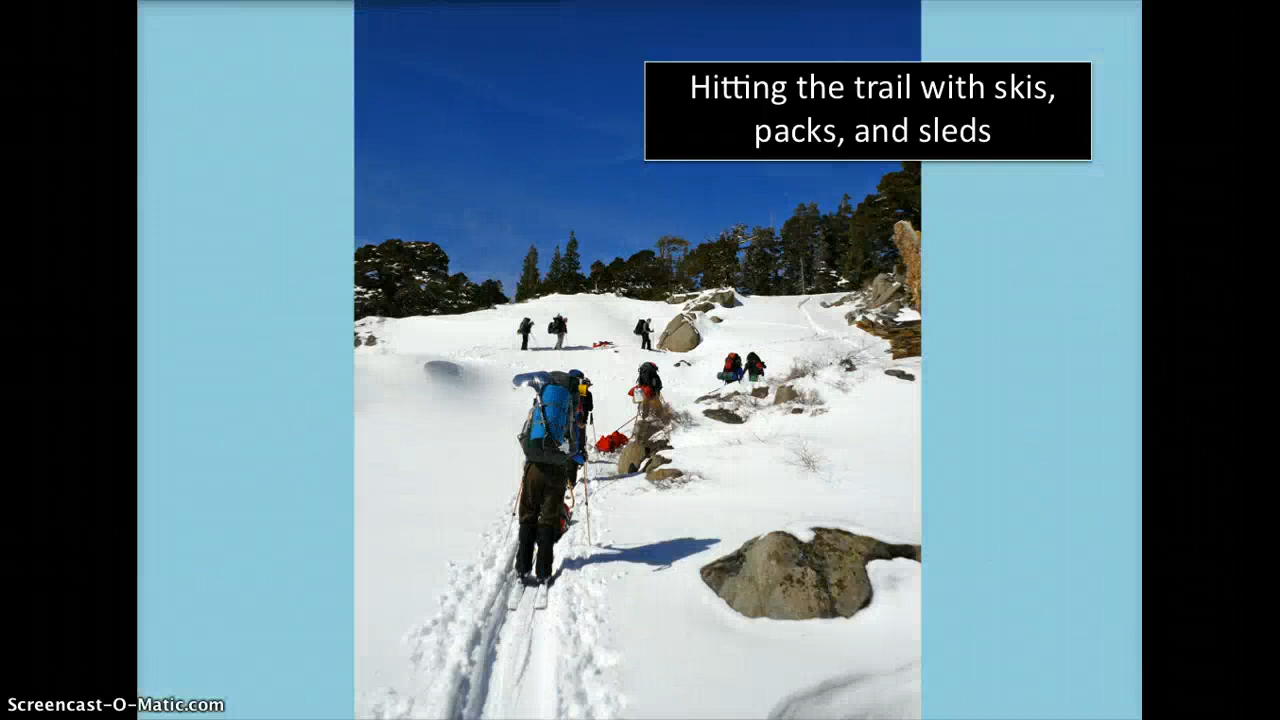 Hitting the trail with skis,
packs, and sleds
Screencast-O-Matic.com